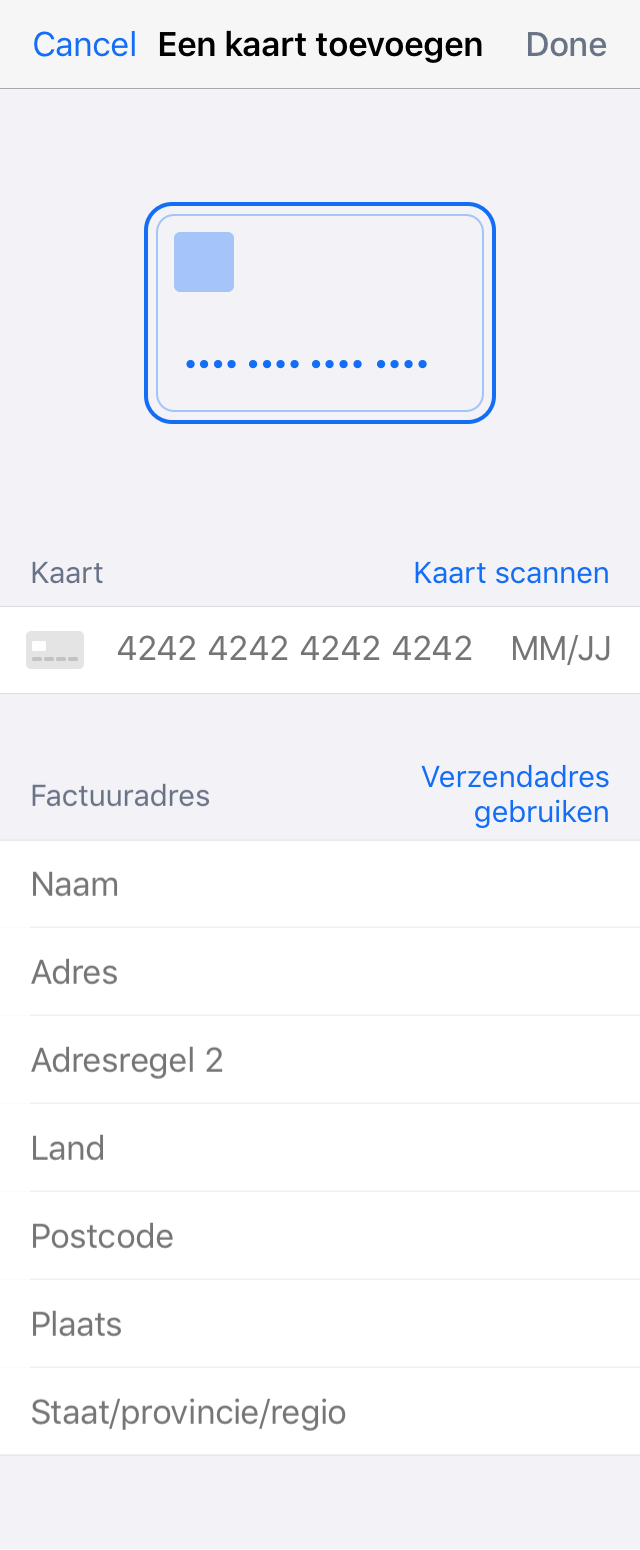 Cancel Een kaart toevoegen Done
•••• •••• •••• ••••
Kaart Kaart scannen
4242 4242 4242 4242 MM/JJ
Factuuradres Verzendadres
gebruiken
Naam
Adres
Adresregel 2
Land
Postcode
Plaats
Staat/provincie/regio